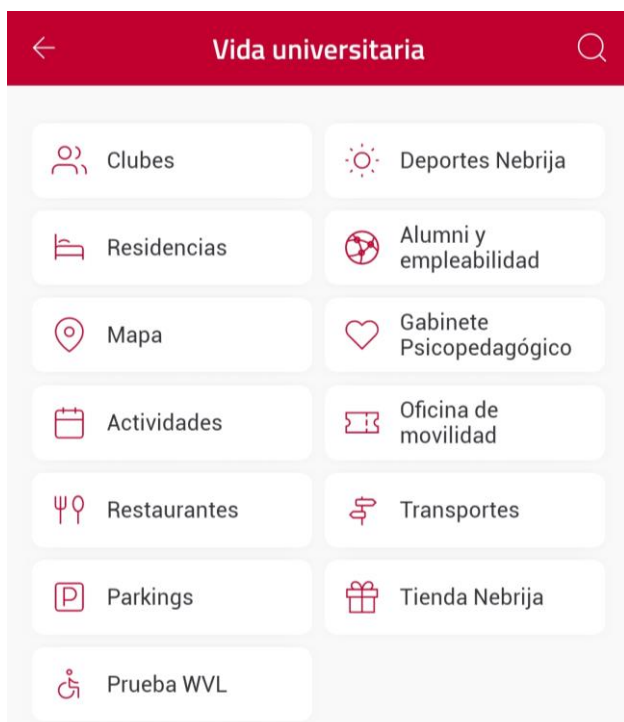 Vida universitaria
Clubes
Deportes Nebrija
Residencias
Alumni y
empleabilidad
Mapa
Gabinete
Psicopedagógico
Actividades
Oficina de
movilidad
Restaurantes
Transportes
Parkings
Tienda Nebrija
Prueba WVL